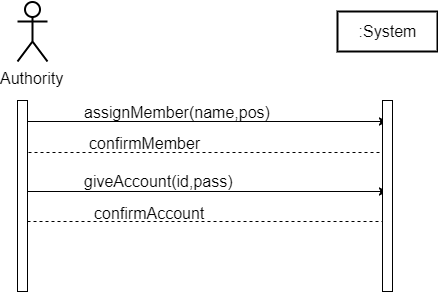 :System
Authority
assignMember(name,pos)
confirmMember
giveAccount(id,pass)
confirmAccount